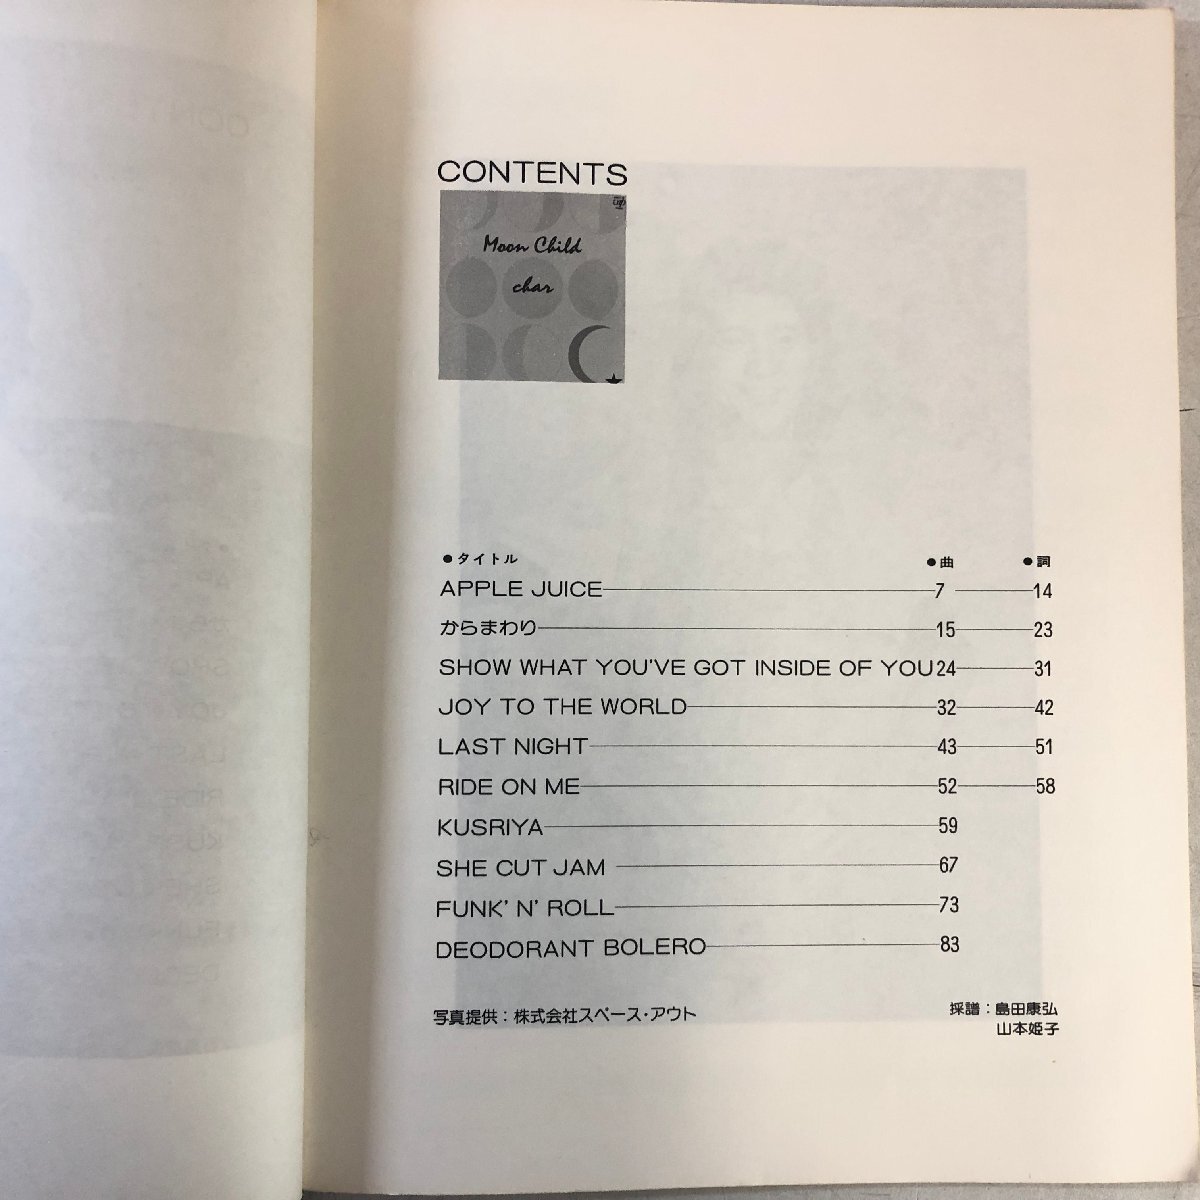 CONTENTS
Moon Child
char
●タイトル ●曲 ●詞
APPLE JUICE 7 14
からまわり 15 23
SHOW WHAT YOU'VE GOT INSIDE OF YOU 24 31
JOY TO THE WORLD 32 42
LAST NIGHT 43 51
RIDE ON ME 52 58
KUSRIYA 59
SHE CUT JAM 67
FUNK' N' ROLL 73
DEODORANT BOLERO 83
写真提供：株式会社スペース・アウト
採譜：島田康弘
山本姫子